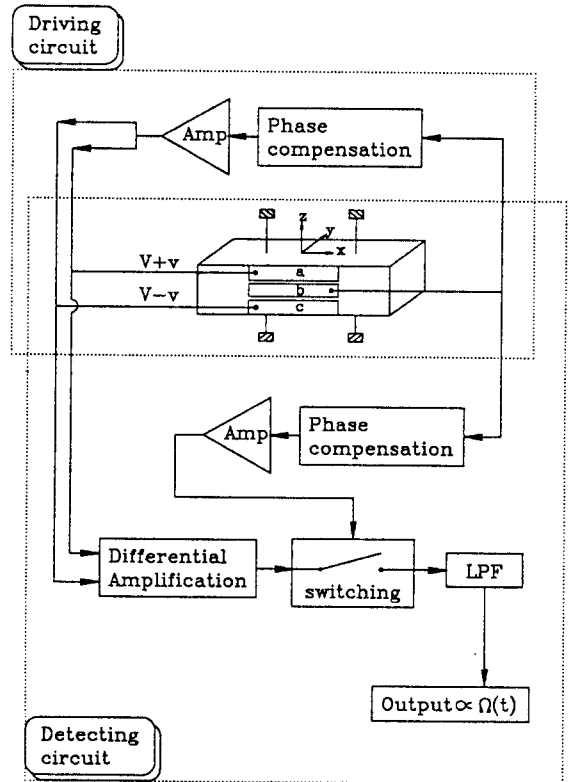 Driving
circuit
Amp
Phase
compensation
z
y
x
V+v
a
b
V−v
c
Amp
Phase
compensation
Differential
Amplification
switching
LPF
Output∝ Ω(t)
Detecting
circuit